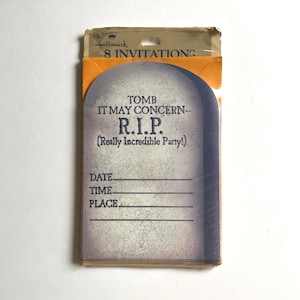 Hallmark
8 INVITATIONS
TOMB
IT MAY CONCERN--
R.I.P.
(Really Incredible Party!)
DATE
TIME
PLACE